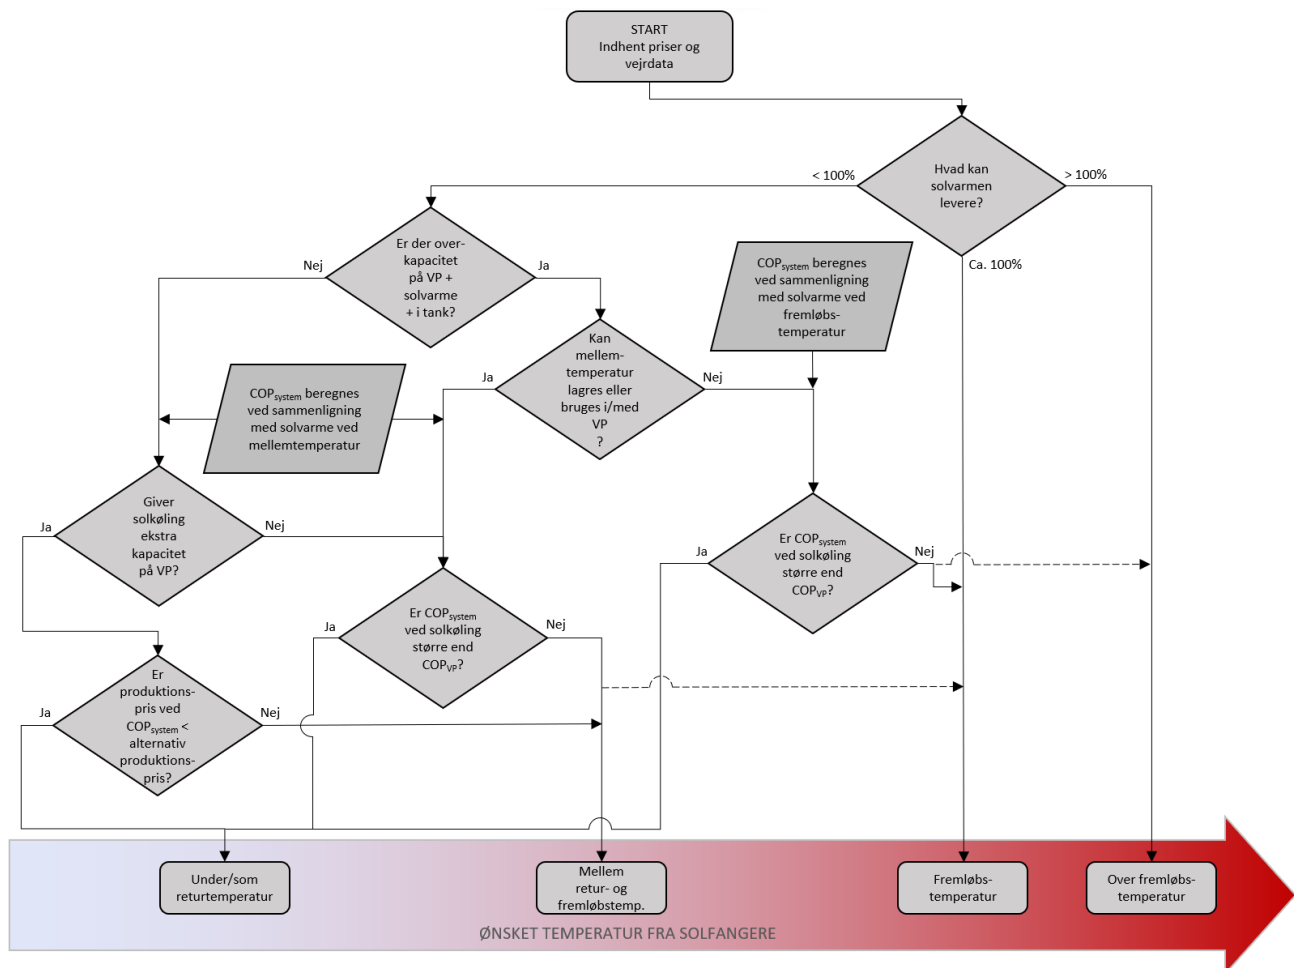 START
Indhent priser og
vejrdata
Hvad kan
solvarmen
levere?
< 100%
> 100%
Ca. 100%
Er der over-
kapacitet
på VP +
solvarme
+ i tank?
Nej
Ja
COPsystem beregnes
ved sammenligning
med solvarme ved
fremløbs-
temperatur
Kan
mellem-
temperatur
lagres eller
bruges i/med
VP
?
Ja
Nej
COPsystem beregnes
ved sammenligning
med solvarme ved
mellemtemperatur
Giver
solkøling
ekstra
kapacitet
på VP?
Ja
Nej
Er COPsystem
ved solkøling
større end
COPVP?
Ja
Nej
Er COPsystem
ved solkøling
større end
COPVP?
Ja
Nej
Er
produktions-
pris ved
COPsystem <
alternativ
produktions-
pris?
Ja
Nej
Under/som
returtemperatur
Mellem
retur- og
fremløbstemp.
Fremløbs-
temperatur
Over fremløbs-
temperatur
ØNSKET TEMPERATUR FRA SOLFANGERE